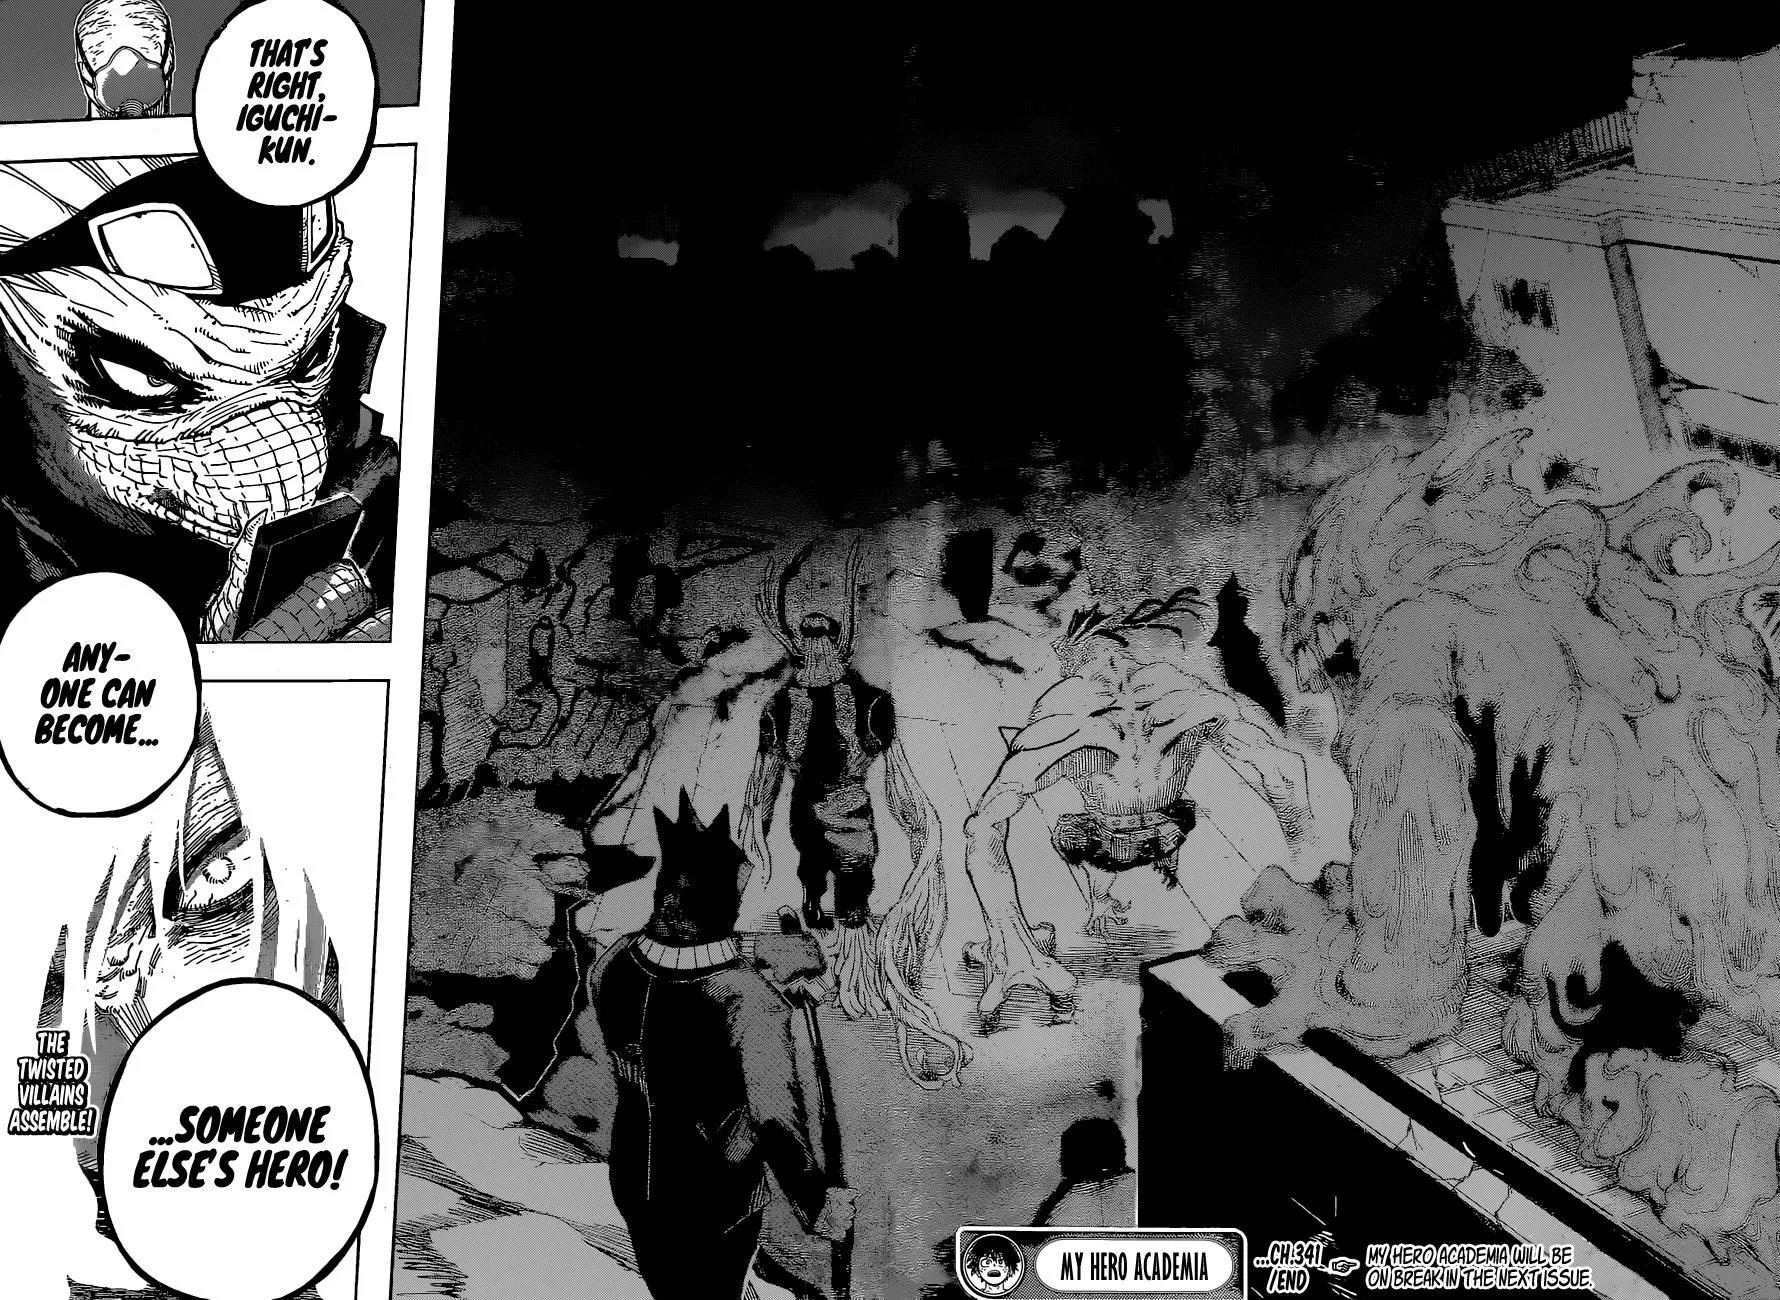 THAT'S
RIGHT,
IGUCHI-
KUN.
ANY-
ONE CAN
BECOME...
THE
TWISTED
VILLAINS
ASSEMBLE!
...SOMEONE
ELSE'S HERO!
MY HERO ACADEMIA
...CH.341
/END
☞ MY HERO ACADEMIA WILL BE
ON BREAK IN THE NEXT ISSUE.